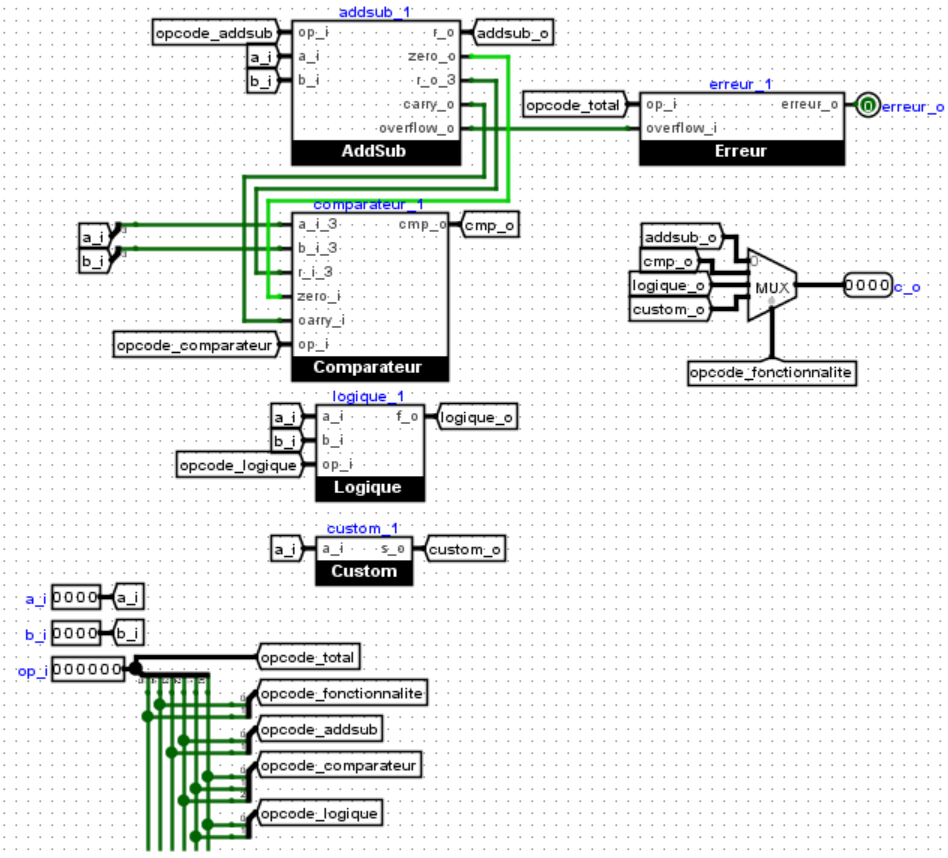 addsub_1
opcode_addsub
op_i
r_o
addsub_o
a_i
a_i
zero_o
b_i
b_i
r_o_3
carry_o
overflow_o
AddSub
erreur_1
opcode_total
op_i
erreur_o
0
erreur_o
overflow_i
Erreur
comparateur_1
a_i
a_i_3
cmp_o
cmp_o
b_i
b_i_3
r_i_3
zero_i
carry_i
opcode_comparateur
op_i
Comparateur
addsub_o
cmp_o
logique_o
custom_o
0
MUX
0000
c_o
opcode_fonctionnalite
logique_1
a_i
a_i
f_o
logique_o
b_i
b_i
opcode_logique
op_i
Logique
custom_1
a_i
a_i
s_o
custom_o
Custom
a_i
0000
a_i
b_i
0000
b_i
op_i
000000
opcode_total
opcode_fonctionnalite
opcode_addsub
opcode_comparateur
opcode_logique